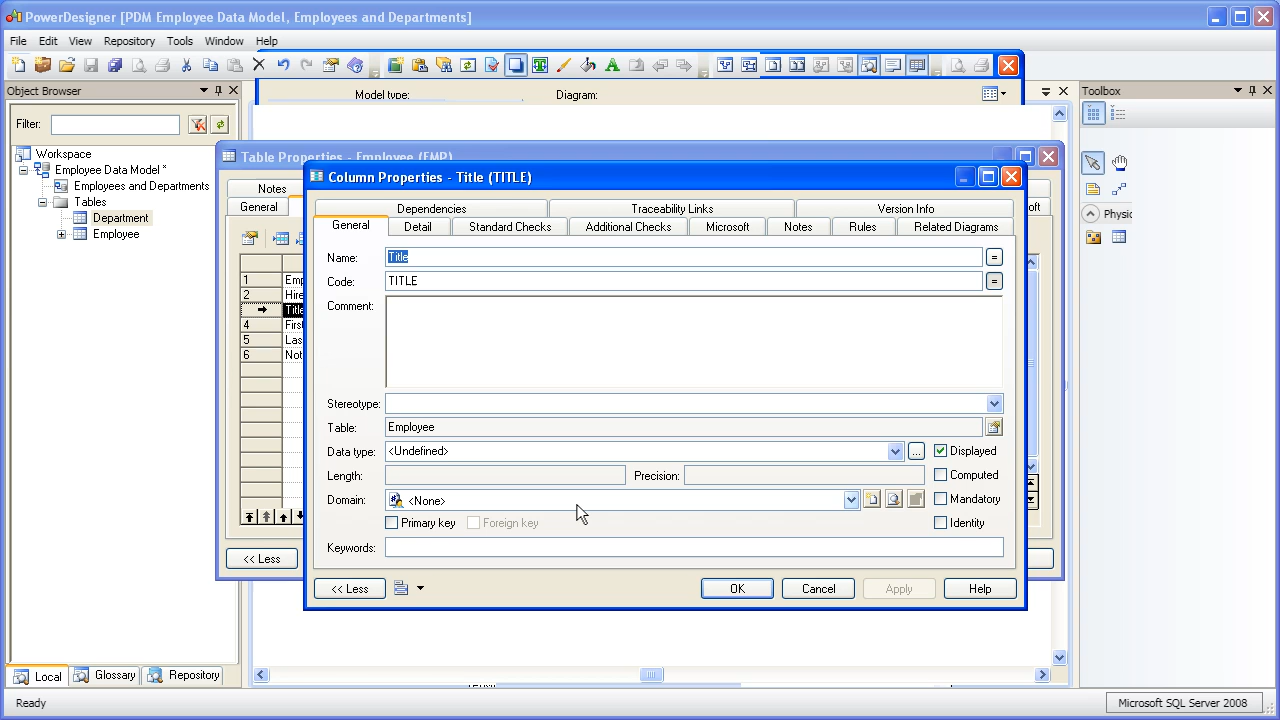 PowerDesigner [PDM Employee Data Model, Employees and Departments]
File Edit View Repository Tools Window Help
Model type: Diagram:
Object Browser
Filter:
Workspace
Employee Data Model *
Employees and Departments
Tables
Department
Employee
Local Glossary Repository
Toolbox
Physic
Table Properties - Employee (EMP)
Notes
General
oft
1 Emp
2 Hire
Title
4 First
5 Las
6 Not
<< Less
Column Properties - Title (TITLE)
Dependencies Traceability Links Version Info
General Detail Standard Checks Additional Checks Microsoft Notes Rules Related Diagrams
Name: Title =
Code: TITLE =
Comment:
Stereotype:
Table: Employee
Data type: <Undefined> ... Displayed
Length: Precision: Computed
Domain: <None> Mandatory
Primary key Foreign key Identity
Keywords:
<< Less OK Cancel Apply Help
Ready Microsoft SQL Server 2008